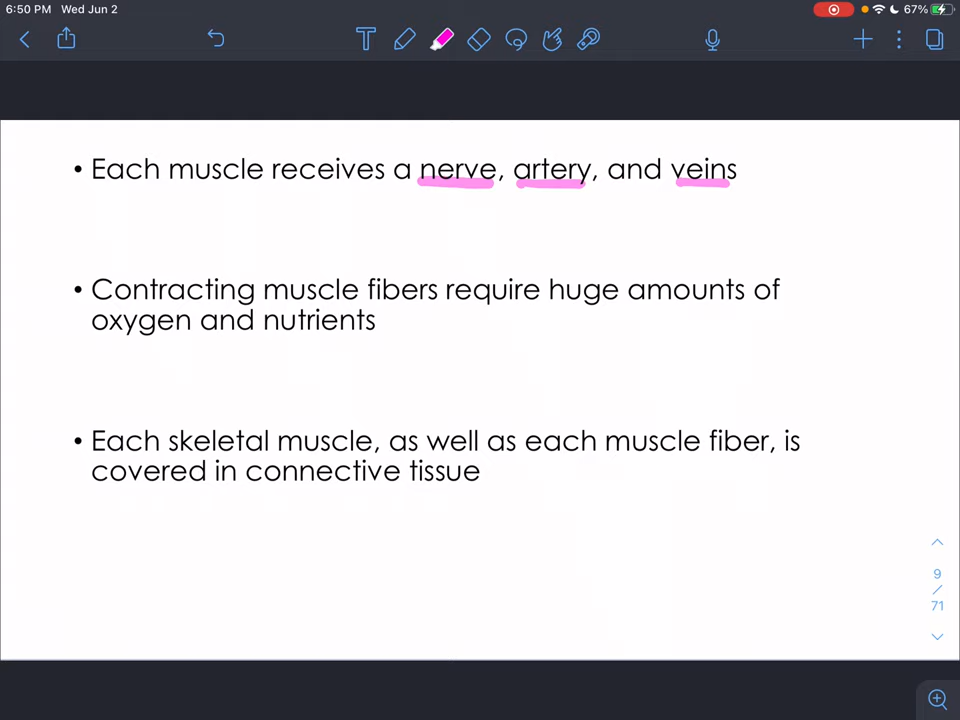 6:50 PM Wed Jun 2
67%
• Each muscle receives a nerve, artery, and veins
• Contracting muscle fibers require huge amounts of
oxygen and nutrients
• Each skeletal muscle, as well as each muscle fiber, is
covered in connective tissue
9
/
71